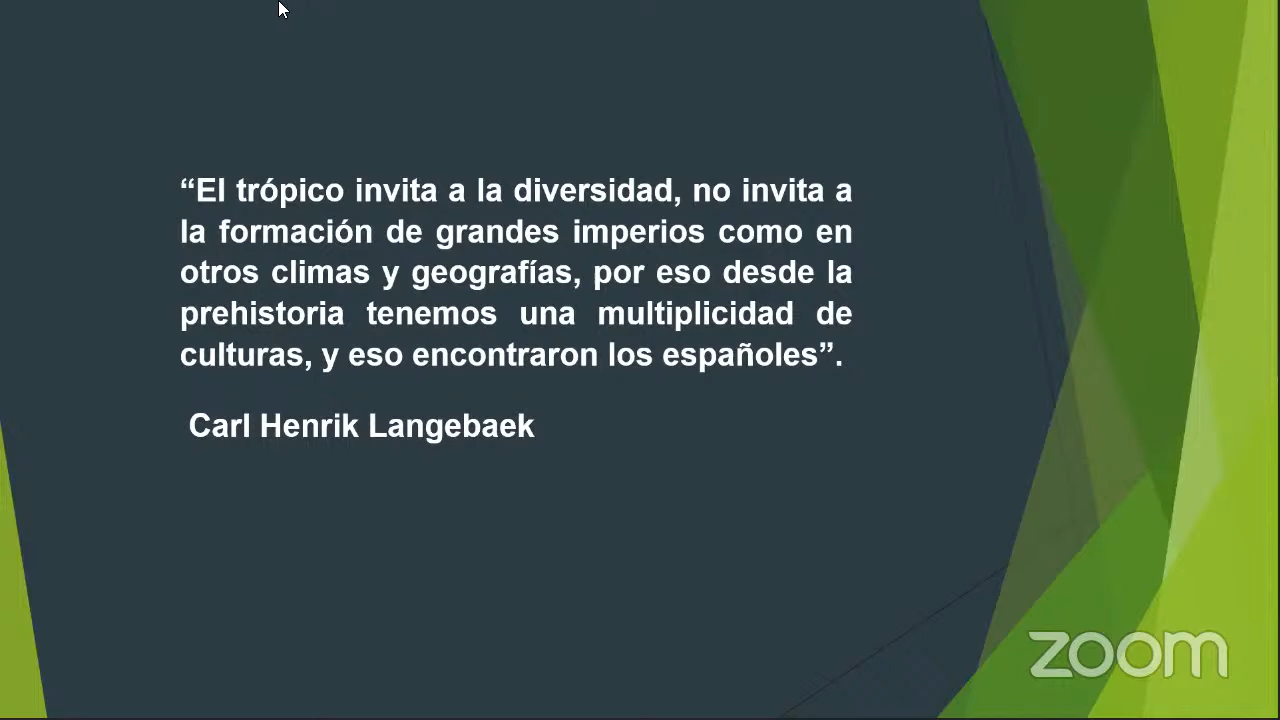 “El trópico invita a la diversidad, no invita a
la formación de grandes imperios como en
otros climas y geografías, por eso desde la
prehistoria tenemos una multiplicidad de
culturas, y eso encontraron los españoles”.
Carl Henrik Langebaek
zoom